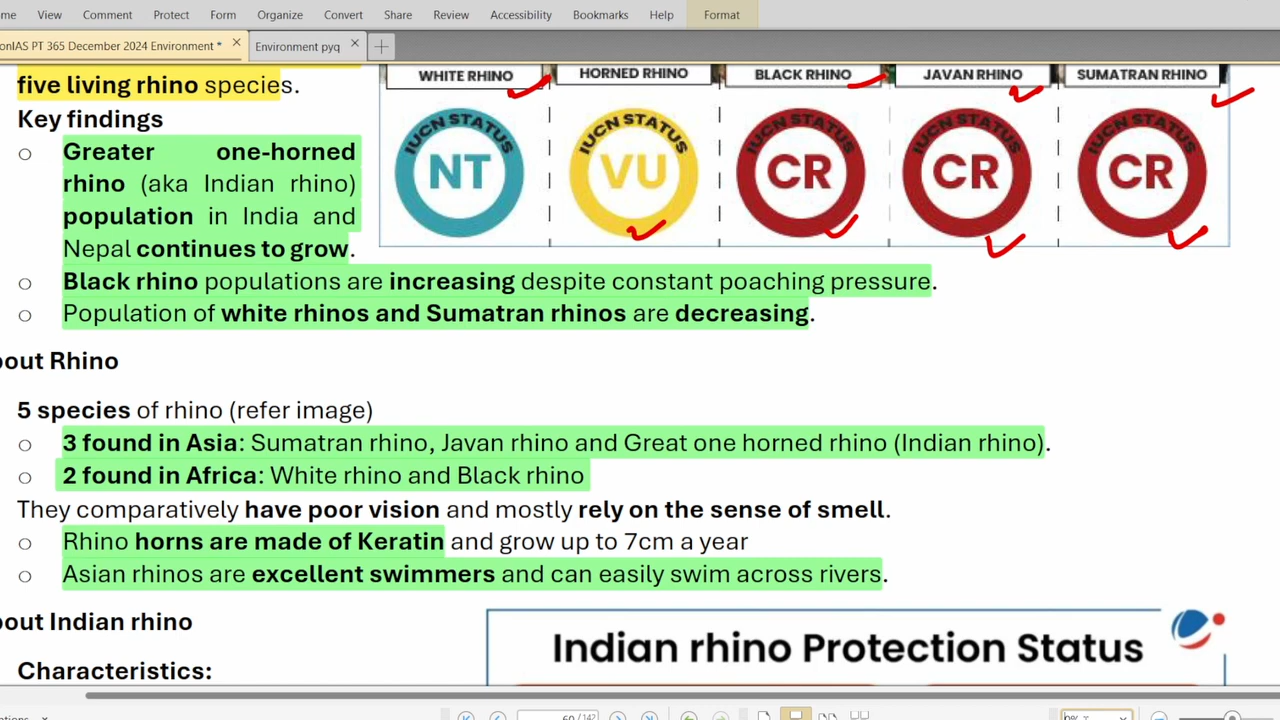 me View Comment Protect Form Organize Convert Share Review Accessibility Bookmarks Help Format
onIAS PT 365 December 2024 Environment * × Environment pyq × +
five living rhino species.
WHITE RHINO HORNED RHINO BLACK RHINO JAVAN RHINO SUMATRAN RHINO
IUCN STATUS IUCN STATUS IUCN STATUS IUCN STATUS IUCN STATUS
NT VU CR CR CR
Key findings
o Greater one-horned
rhino (aka Indian rhino)
population in India and
Nepal continues to grow.
o Black rhino populations are increasing despite constant poaching pressure.
o Population of white rhinos and Sumatran rhinos are decreasing.
bout Rhino
5 species of rhino (refer image)
o 3 found in Asia: Sumatran rhino, Javan rhino and Great one horned rhino (Indian rhino).
o 2 found in Africa: White rhino and Black rhino
They comparatively have poor vision and mostly rely on the sense of smell.
o Rhino horns are made of Keratin and grow up to 7cm a year
o Asian rhinos are excellent swimmers and can easily swim across rivers.
bout Indian rhino
Indian rhino Protection Status
Characteristics: